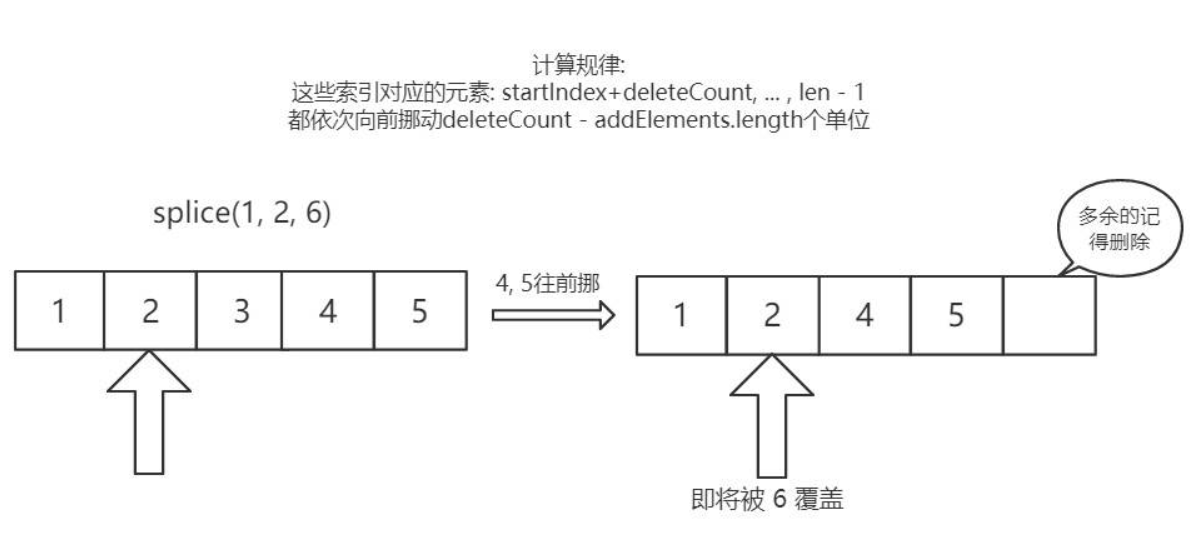 计算规律:
这些索引对应的元素: startIndex+deleteCount, ... , len - 1
都依次向前挪动deleteCount - addElements.length个单位
splice(1, 2, 6)
多余的记
得删除
1 2 3 4 5
4, 5往前挪
1 2 4 5
即将被 6 覆盖